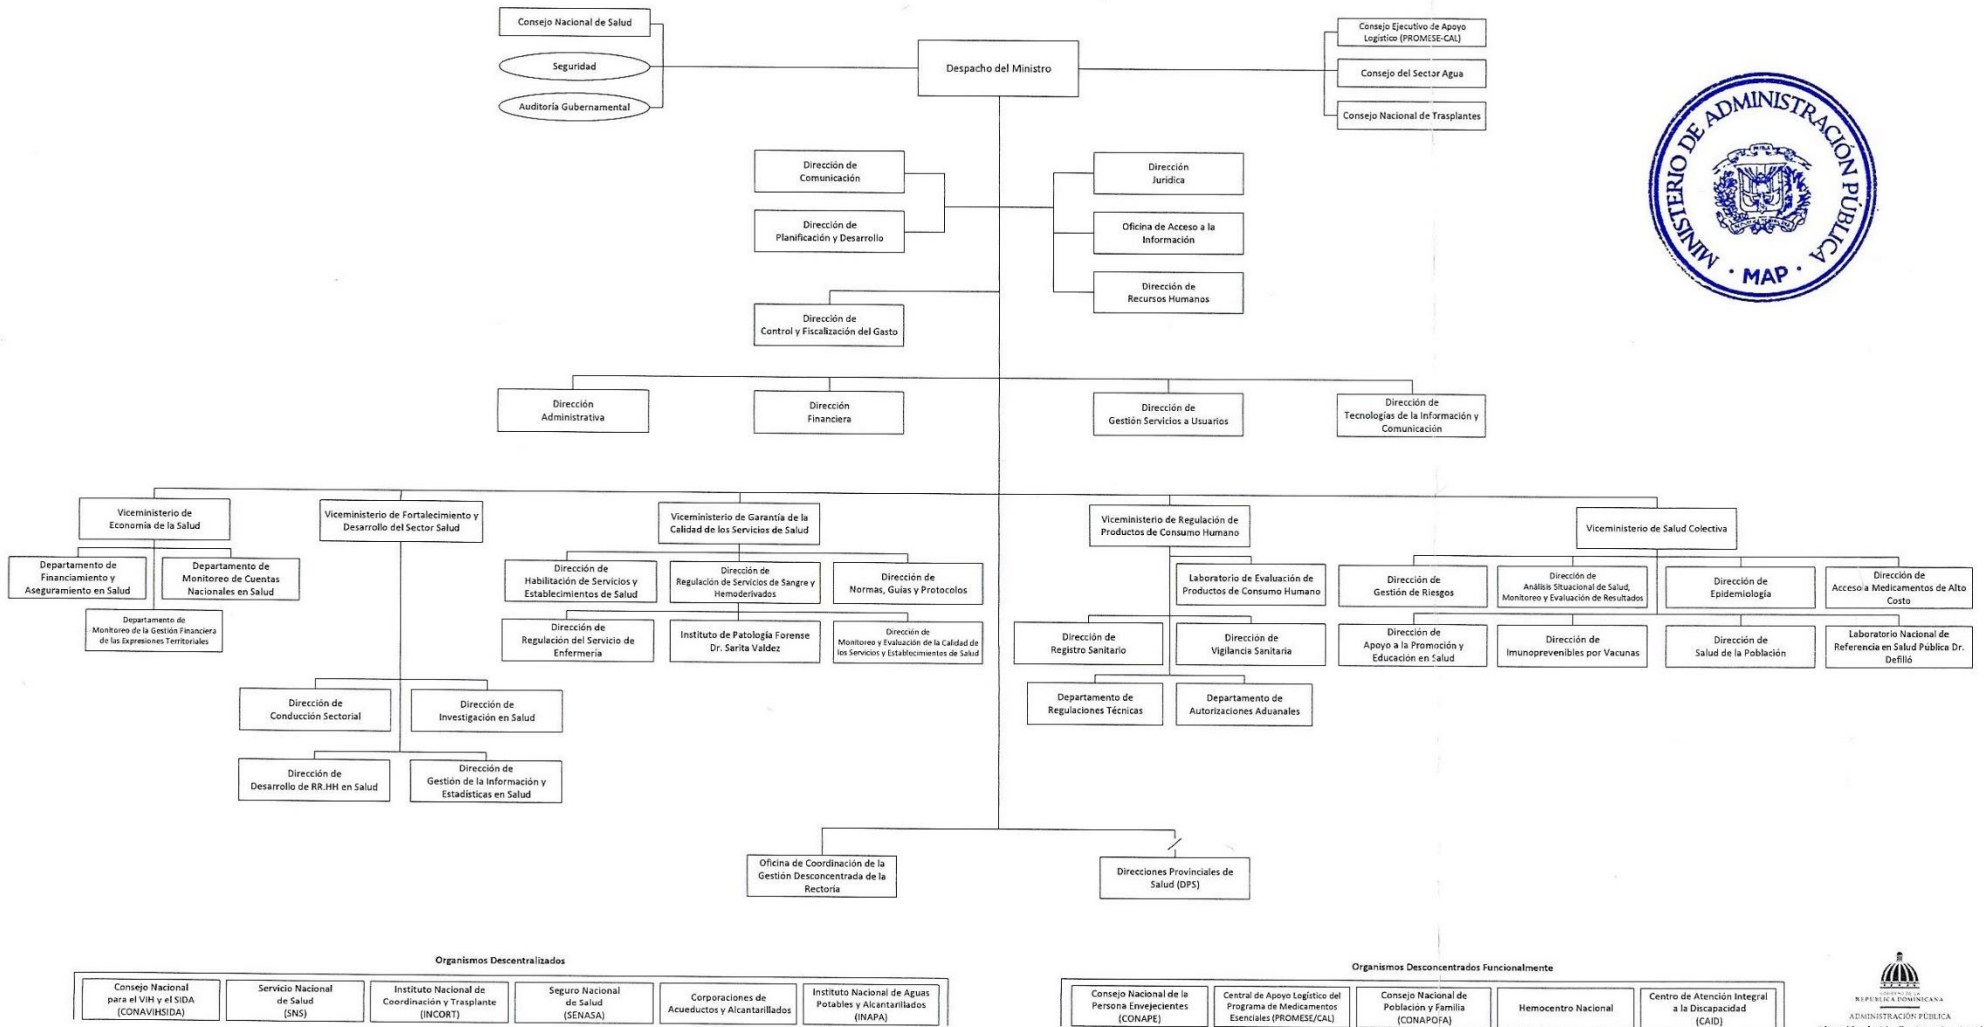 Consejo Nacional de Salud
Seguridad
Auditoría Gubernamental
Despacho del Ministro
Consejo Ejecutivo de Apoyo
Logístico (PROMESE-CAL)
Consejo del Sector Agua
Consejo Nacional de Trasplantes
MINISTERIO DE ADMINISTRACIÓN PÚBLICA
· MAP ·
Dirección de
Comunicación
Dirección
Jurídica
Dirección de
Planificación y Desarrollo
Oficina de Acceso a la
Información
Dirección de
Recursos Humanos
Dirección de
Control y Fiscalización del Gasto
Dirección
Administrativa
Dirección
Financiera
Dirección de
Gestión Servicios a Usuarios
Dirección de
Tecnologías de la Información y
Comunicación
Viceministerio de
Economía de la Salud
Departamento de
Financiamiento y
Aseguramiento en Salud
Departamento de
Monitoreo de Cuentas
Nacionales en Salud
Departamento de
Monitoreo de la Gestión Financiera
de las Expresiones Territoriales
Viceministerio de Fortalecimiento y
Desarrollo del Sector Salud
Dirección de
Conducción Sectorial
Dirección de
Investigación en Salud
Dirección de
Desarrollo de RR.HH en Salud
Dirección de
Gestión de la Información y
Estadísticas en Salud
Viceministerio de Garantía de la
Calidad de los Servicios de Salud
Dirección de
Habilitación de Servicios y
Establecimientos de Salud
Dirección de
Regulación de Servicios de Sangre y
Hemoderivados
Dirección de
Normas, Guías y Protocolos
Dirección de
Regulación del Servicio de
Enfermería
Instituto de Patología Forense
Dr. Sarita Valdez
Dirección de
Monitoreo y Evaluación de la Calidad de
los Servicios y Establecimientos de Salud
Viceministerio de Regulación de
Productos de Consumo Humano
Laboratorio de Evaluación de
Productos de Consumo Humano
Dirección de
Registro Sanitario
Dirección de
Vigilancia Sanitaria
Departamento de
Regulaciones Técnicas
Departamento de
Autorizaciones Aduanales
Viceministerio de Salud Colectiva
Dirección de
Gestión de Riesgos
Dirección de
Análisis Situacional de Salud,
Monitoreo y Evaluación de Resultados
Dirección de
Epidemiología
Dirección de
Acceso a Medicamentos de Alto
Costo
Dirección de
Apoyo a la Promoción y
Educación en Salud
Dirección de
Imunoprevenibles por Vacunas
Dirección de
Salud de la Población
Laboratorio Nacional de
Referencia en Salud Pública Dr.
Defilló
Oficina de Coordinación de la
Gestión Desconcentrada de la
Rectoría
Direcciones Provinciales de
Salud (DPS)
Organismos Descentralizados
Consejo Nacional
para el VIH y el SIDA
(CONAVIHSIDA)
Servicio Nacional
de Salud
(SNS)
Instituto Nacional de
Coordinación y Trasplante
(INCORT)
Seguro Nacional
de Salud
(SENASA)
Corporaciones de
Acueductos y Alcantarillados
Instituto Nacional de Aguas
Potables y Alcantarillados
(INAPA)
Organismos Desconcentrados Funcionalmente
Consejo Nacional de la
Persona Envejecientes
(CONAPE)
Central de Apoyo Logístico del
Programa de Medicamentos
Esenciales (PROMESE/CAL)
Consejo Nacional de
Población y Familia
(CONAPOFA)
Hemocentro Nacional
Centro de Atención Integral
a la Discapacidad
(CAID)
GOBIERNO DE LA
REPÚBLICA DOMINICANA
ADMINISTRACIÓN PÚBLICA